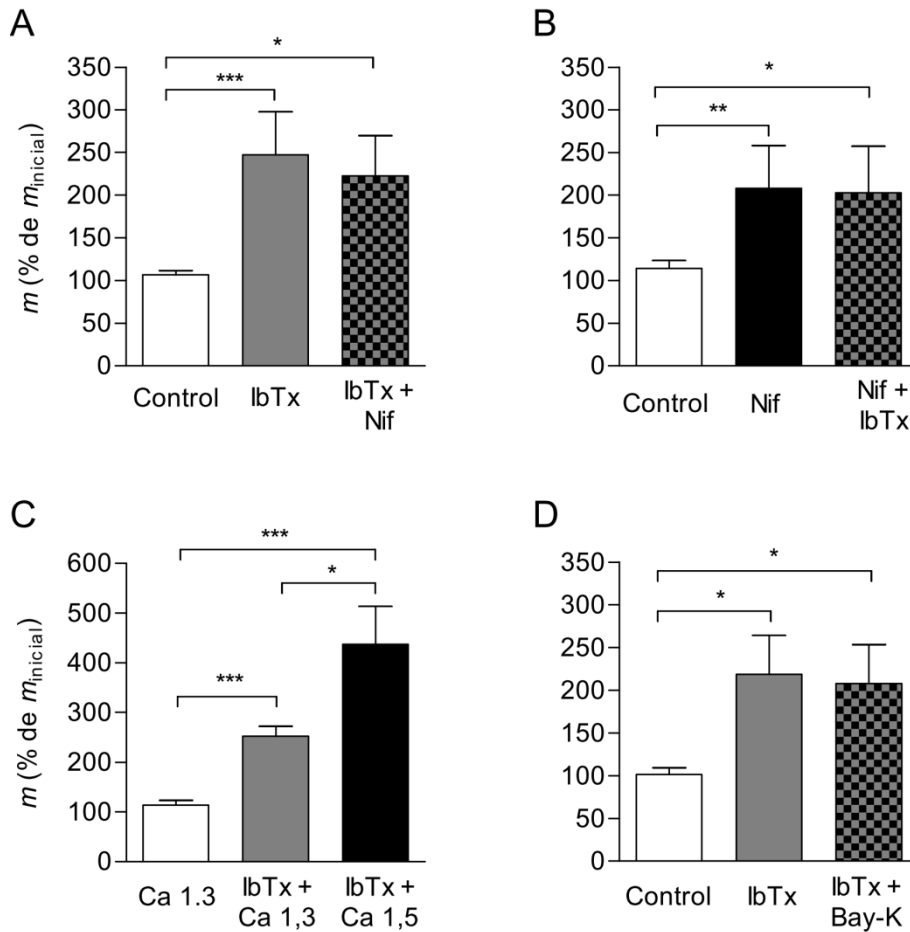 A
m (% de minicial)
350
300
250
200
150
100
50
0
*
***
Control
IbTx
IbTx +
Nif
B
350
300
250
200
150
100
50
0
*
**
Control
Nif
Nif +
IbTx
C
m (% de minicial)
600
500
400
300
200
100
0
***
*
***
Ca 1.3
IbTx +
Ca 1,3
IbTx +
Ca 1,5
D
350
300
250
200
150
100
50
0
*
*
Control
IbTx
IbTx +
Bay-K